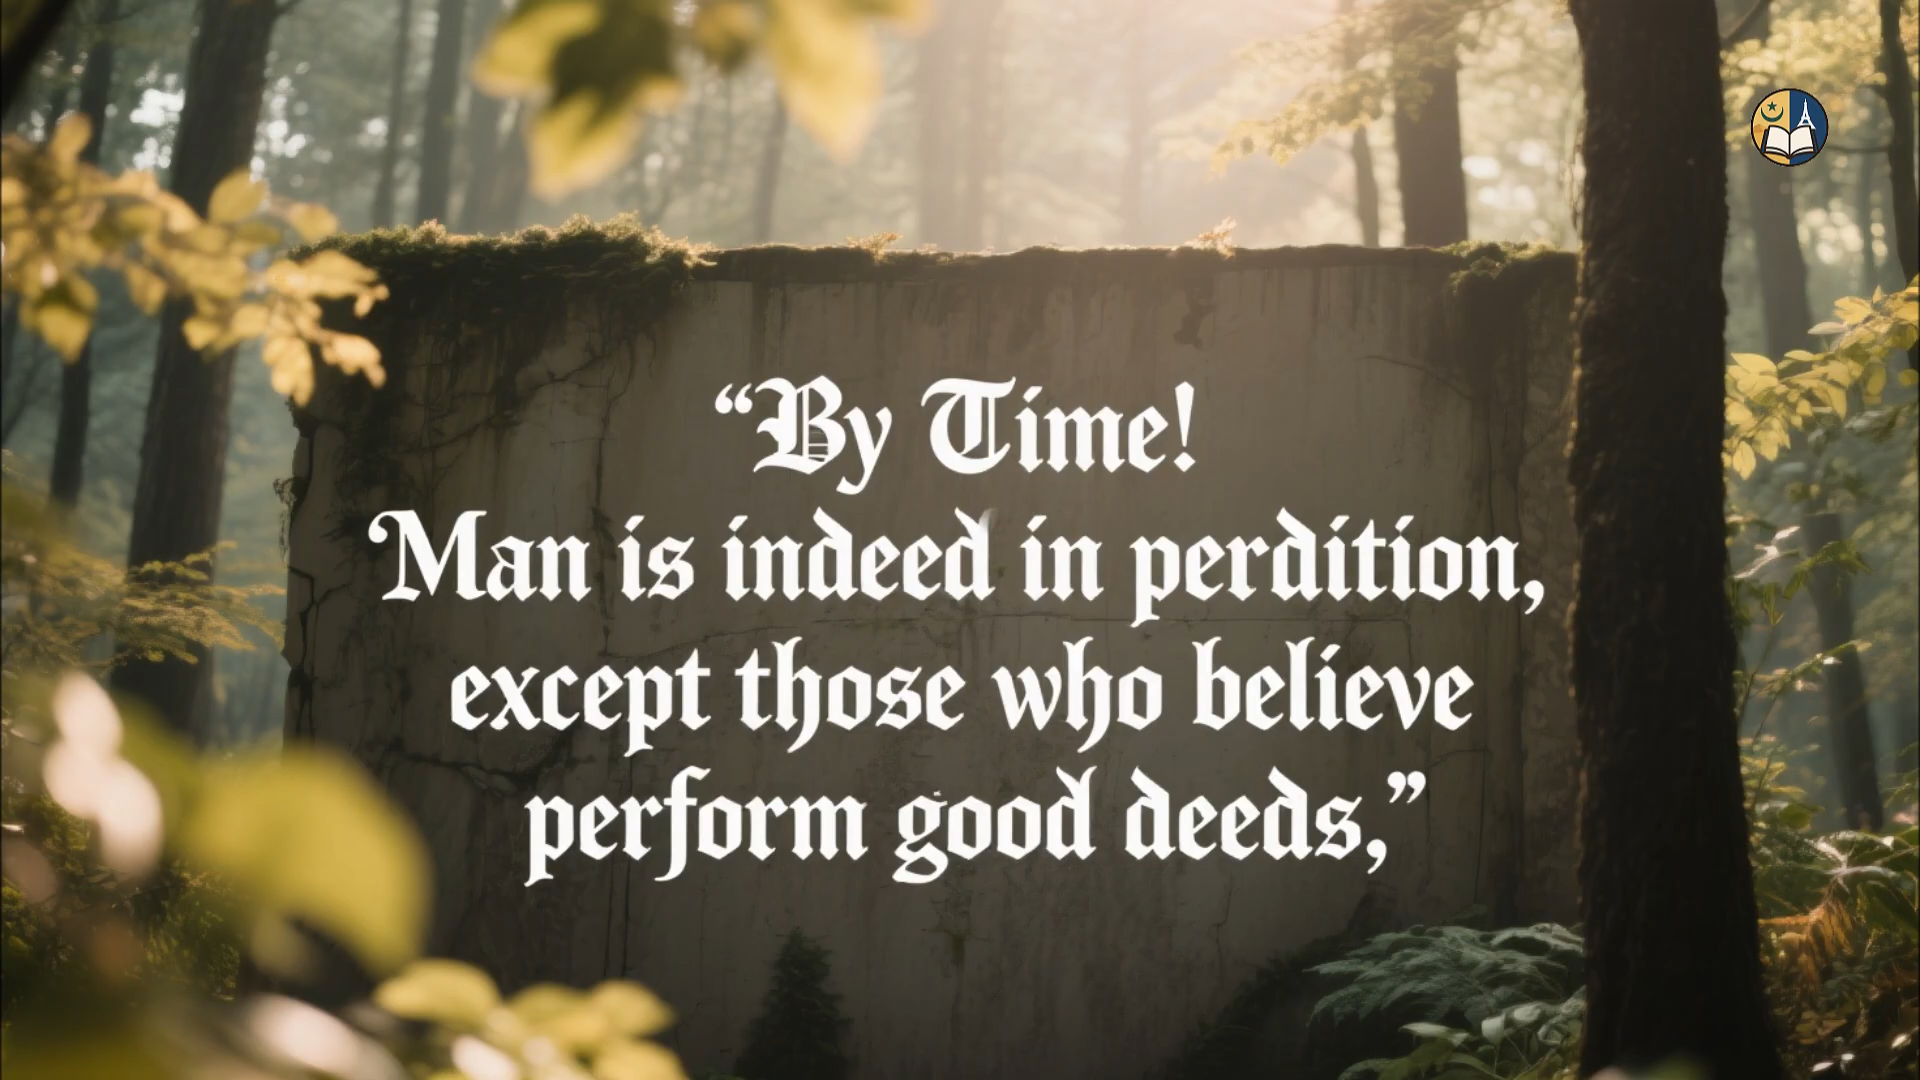 “By Time!
Man is indeed in perdition,
except those who believe
perform good deeds,”